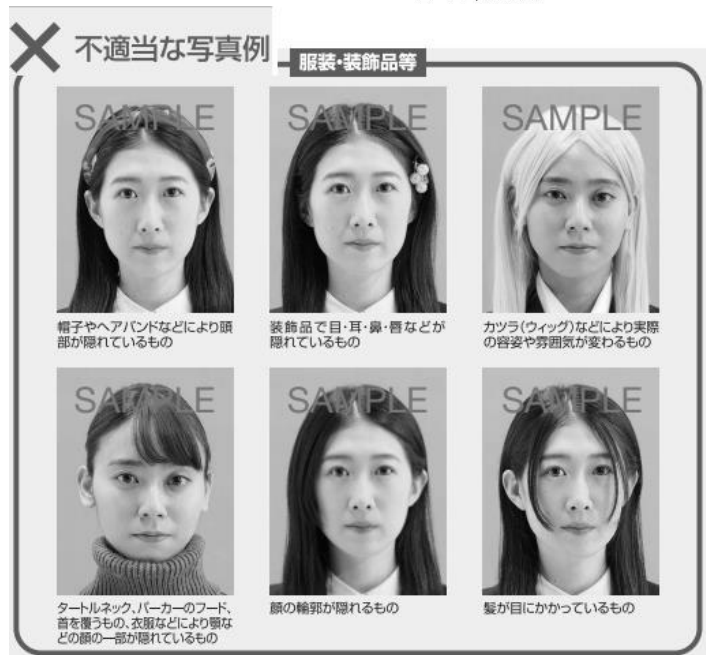 不適当な写真例
服装・装飾品等
SAMPLE
SAMPLE
SAMPLE
帽子やヘアバンドなどにより頭
部が隠れているもの
装飾品で目・耳・鼻・唇などが
隠れているもの
カツラ(ウィッグ)などにより実際
の容姿や雰囲気が変わるもの
SAMPLE
SAMPLE
SAMPLE
タートルネック、パーカーのフード、
首を覆うもの、衣服などにより顎な
どの顔の一部が隠れているもの
顔の輪郭が隠れるもの
髪が目にかかっているもの